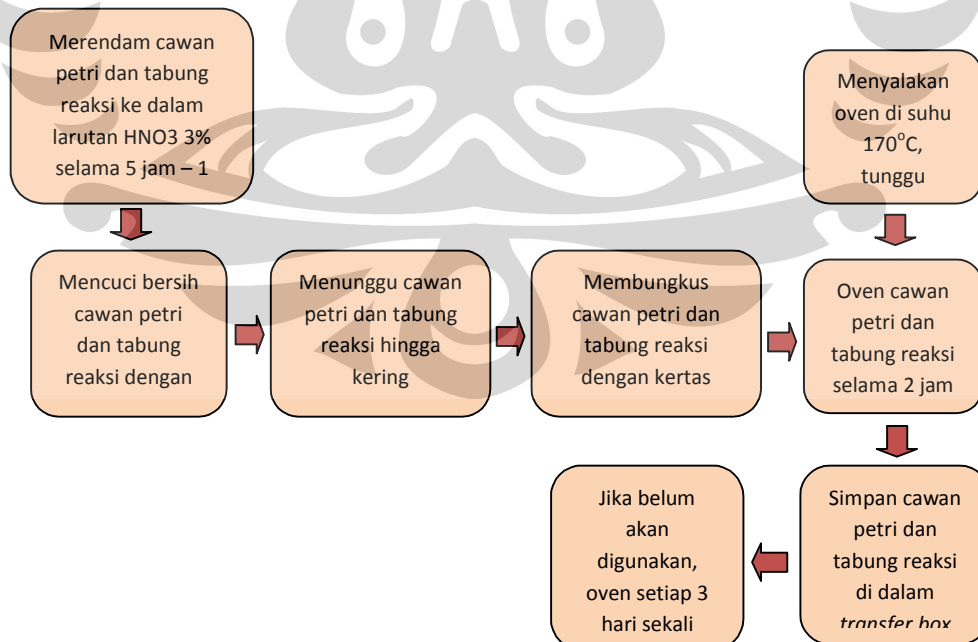 Merendam cawan
petri dan tabung
reaksi ke dalam
larutan HNO3 3%
selama 5 jam – 1
Menyalakan
oven di suhu
170°C,
tunggu
Mencuci bersih
cawan petri
dan tabung
reaksi dengan
Menunggu cawan
petri dan tabung
reaksi hingga
kering
Membungkus
cawan petri dan
tabung reaksi
dengan kertas
Oven cawan
petri dan
tabung reaksi
selama 2 jam
Simpan cawan
petri dan
tabung reaksi
di dalam
transfer box
Jika belum
akan
digunakan,
oven setiap 3
hari sekali